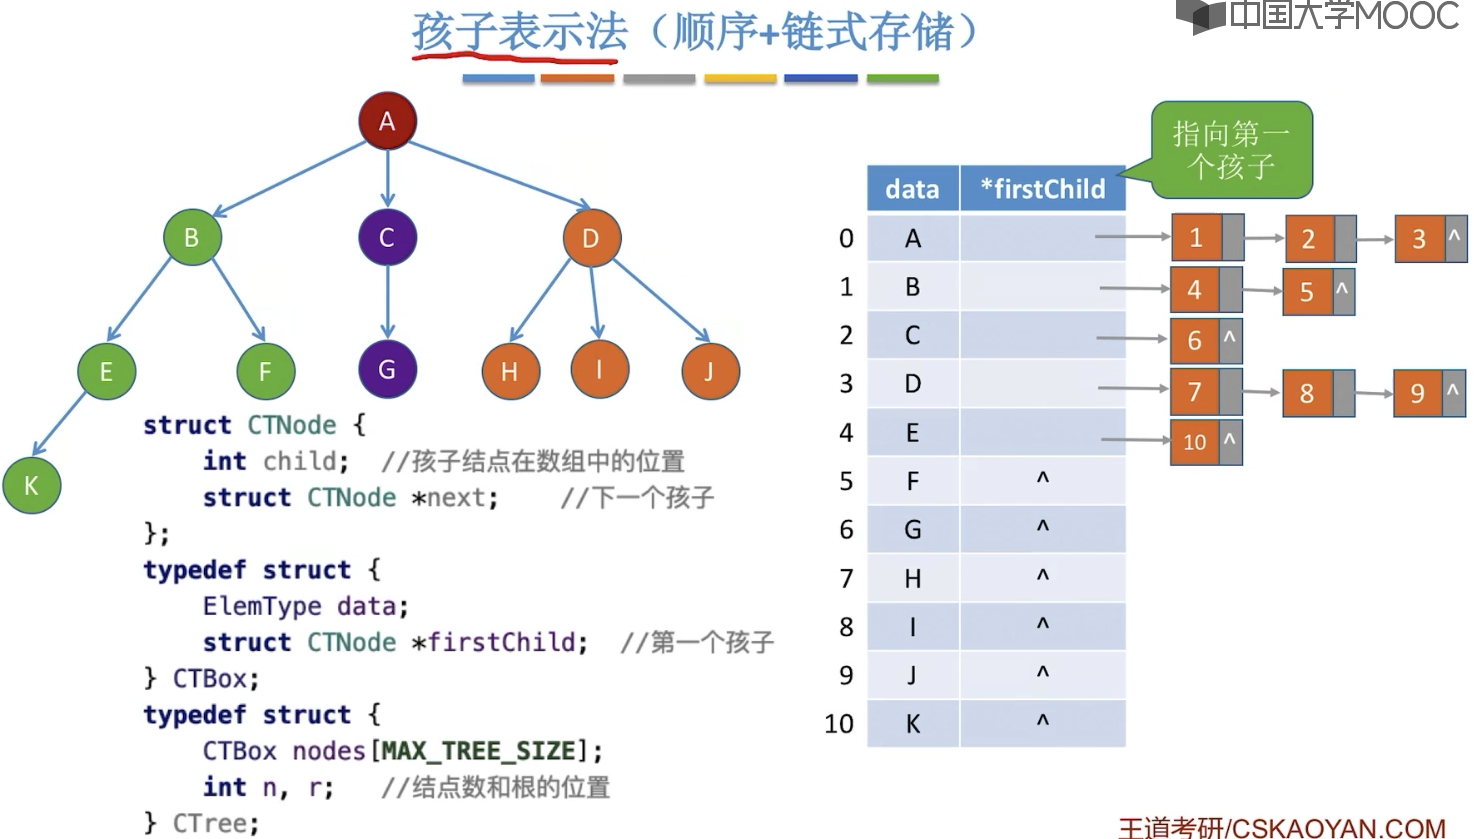 孩子表示法（顺序+链式存储）
中国大学MOOC
A
B C D
E F G H I J
K
struct CTNode {
int child; //孩子结点在数组中的位置
struct CTNode *next; //下一个孩子
};
typedef struct {
ElemType data;
struct CTNode *firstChild; //第一个孩子
} CTBox;
typedef struct {
CTBox nodes[MAX_TREE_SIZE];
int n, r; //结点数和根的位置
} CTree;
指向第一
个孩子
data *firstChild
0 A 1 2 3 ^
1 B 4 5 ^
2 C 6 ^
3 D 7 8 9 ^
4 E 10 ^
5 F ^
6 G ^
7 H ^
8 I ^
9 J ^
10 K ^
王道考研/CSKAOYAN.COM